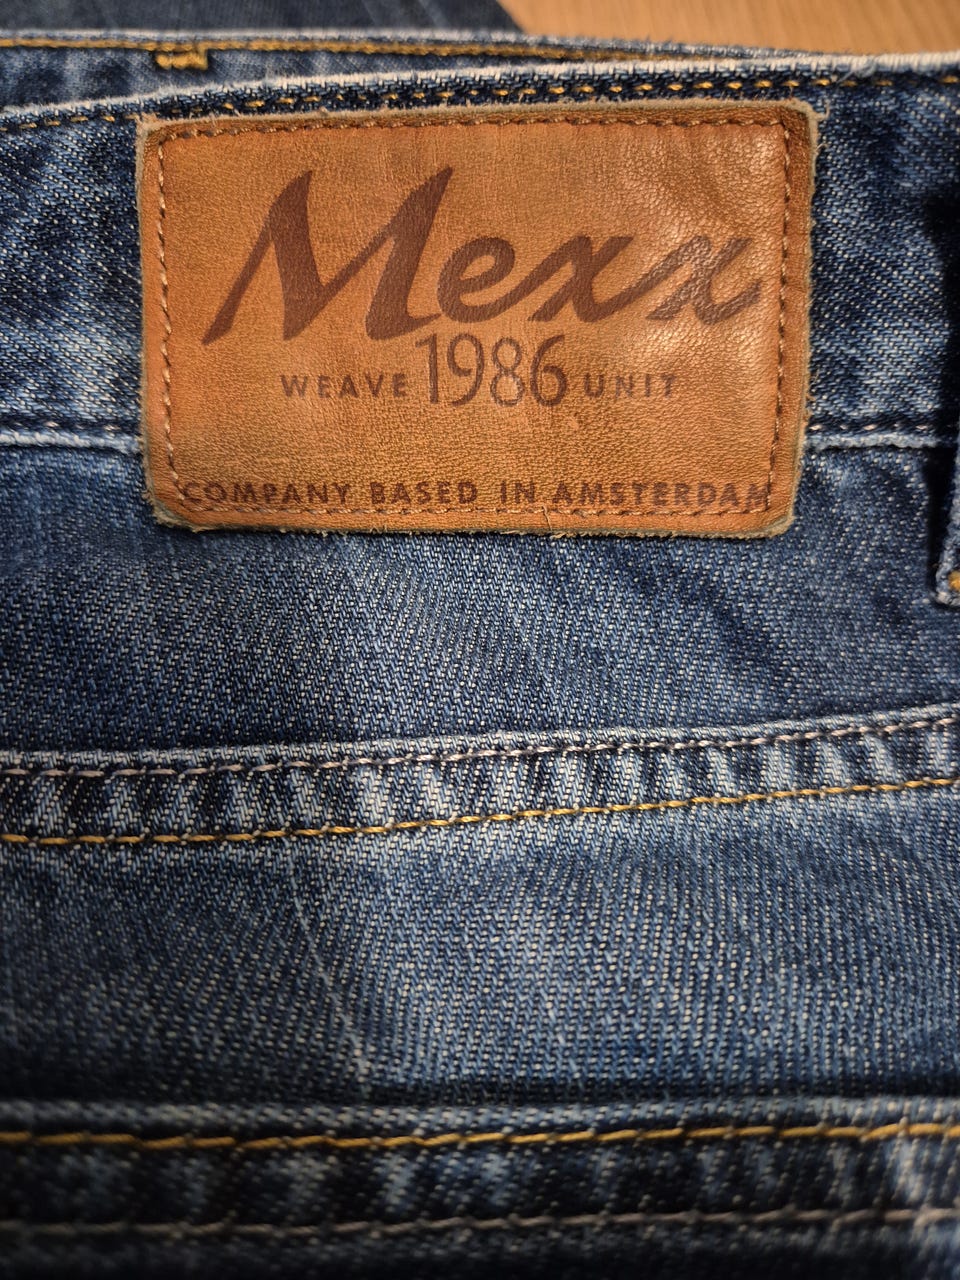 Mexx
WEAVE 1986 UNIT
COMPANY BASED IN AMSTERDAM